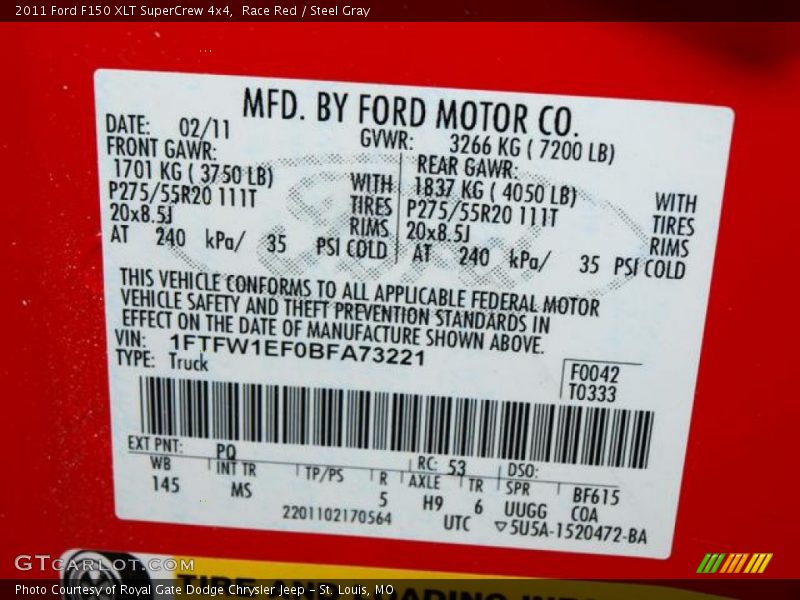 2011 Ford F150 XLT SuperCrew 4x4,  Race Red / Steel Gray
MFD. BY FORD MOTOR CO.
DATE: 02/11 GVWR: 3266 KG ( 7200 LB)
FRONT GAWR: REAR GAWR:
1701 KG ( 3750 LB) WITH 1837 KG ( 4050 LB) WITH
P275/55R20 111T TIRES P275/55R20 111T TIRES
20x8.5J RIMS 20x8.5J RIMS
AT 240 kPa/ 35 PSI COLD AT 240 kPa/ 35 PSI COLD
THIS VEHICLE CONFORMS TO ALL APPLICABLE FEDERAL MOTOR
VEHICLE SAFETY AND THEFT PREVENTION STANDARDS IN
EFFECT ON THE DATE OF MANUFACTURE SHOWN ABOVE.
VIN: 1FTFW1EF0BFA73221
TYPE: Truck
F0042
T0333
EXT PNT: PQ RC: 53 DSO:
WB INT TR TP/PS R AXLE TR SPR BF615
145 MS 5 H9 6 UUGG COA
2201102170564 UTC ▽5U5A-1520472-BA
GTCarLot.com
TIRE AND LOADING INFO
Photo Courtesy of Royal Gate Dodge Chrysler Jeep - St. Louis, MO